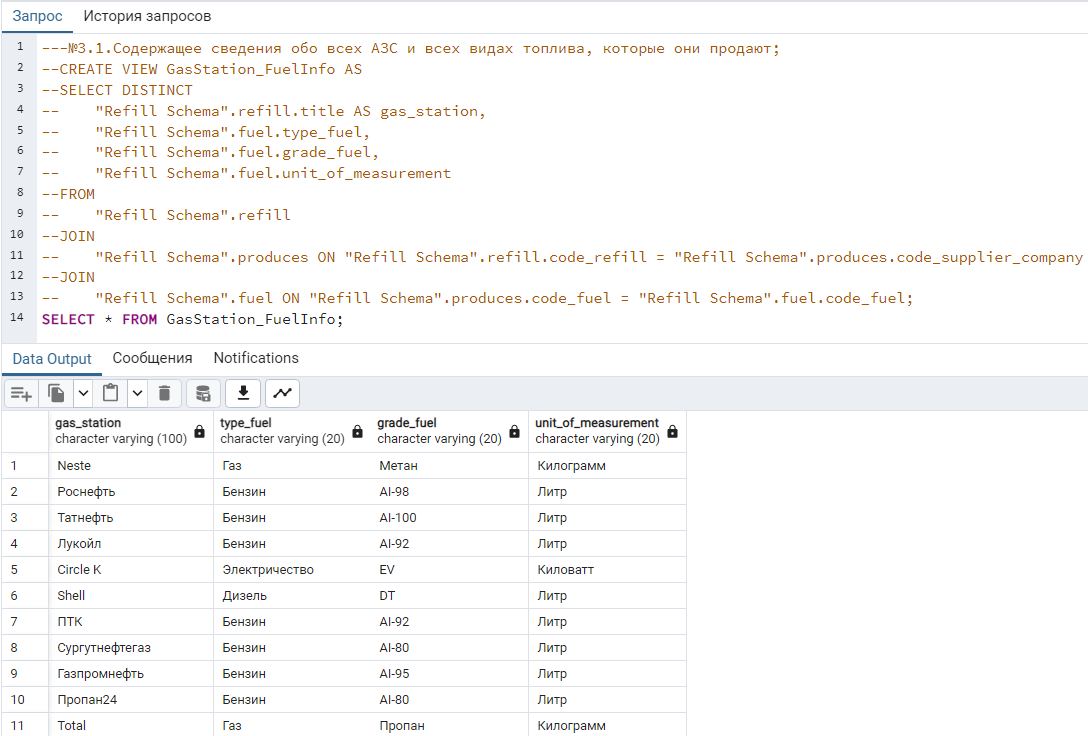 Запрос История запросов
1 ---№3.1.Содержащее сведения обо всех АЗС и всех видах топлива, которые они продают;
2 --CREATE VIEW GasStation_FuelInfo AS
3 --SELECT DISTINCT
4 -- "Refill Schema".refill.title AS gas_station,
5 -- "Refill Schema".fuel.type_fuel,
6 -- "Refill Schema".fuel.grade_fuel,
7 -- "Refill Schema".fuel.unit_of_measurement
8 --FROM
9 -- "Refill Schema".refill
10 --JOIN
11 -- "Refill Schema".produces ON "Refill Schema".refill.code_refill = "Refill Schema".produces.code_supplier_company
12 --JOIN
13 -- "Refill Schema".fuel ON "Refill Schema".produces.code_fuel = "Refill Schema".fuel.code_fuel;
14 SELECT * FROM GasStation_FuelInfo;
Data Output Сообщения Notifications
gas_station type_fuel grade_fuel unit_of_measurement
character varying (100) character varying (20) character varying (20) character varying (20)
1 Neste Газ Метан Килограмм
2 Роснефть Бензин AI-98 Литр
3 Татнефть Бензин AI-100 Литр
4 Лукойл Бензин AI-92 Литр
5 Circle K Электричество EV Киловатт
6 Shell Дизель DT Литр
7 ПТК Бензин AI-92 Литр
8 Сургутнефтегаз Бензин AI-80 Литр
9 Газпромнефть Бензин AI-95 Литр
10 Пропан24 Бензин AI-80 Литр
11 Total Газ Пропан Килограмм